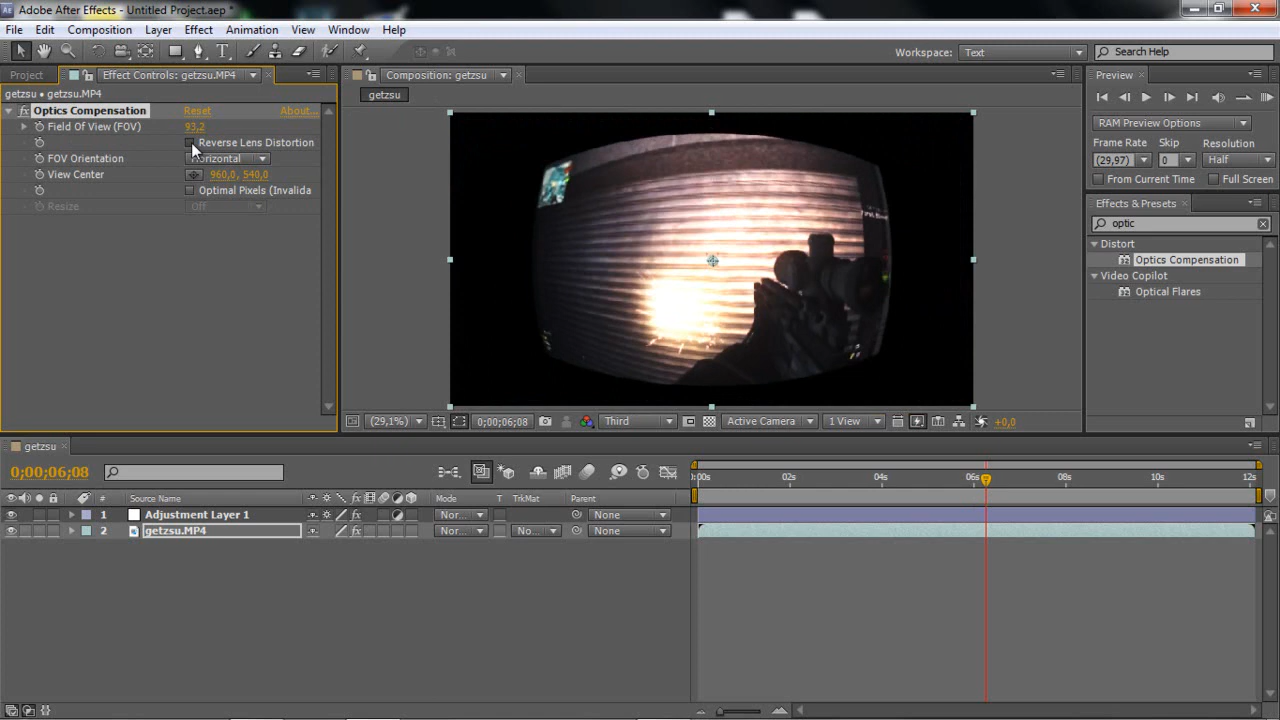 Adobe After Effects - Untitled Project.aep *
File Edit Composition Layer Effect Animation View Window Help
Workspace: Text Search Help
Project Effect Controls: getzsu.MP4 Composition: getzsu Preview
getzsu • getzsu.MP4 getzsu
Optics Compensation Reset About...
Field Of View (FOV) 93,2
Reverse Lens Distortion
FOV Orientation Horizontal
View Center 960,0, 540,0
Optimal Pixels (Invalida
Resize Off
RAM Preview Options
Frame Rate Skip Resolution
(29,97) 0 Half
From Current Time Full Screen
Effects & Presets
optic
Distort
Optics Compensation
Video Copilot
Optical Flares
(29,1%) 0;00;06;08 Third Active Camera 1 View +0,0
getzsu
0;00;06;08
:00s 02s 04s 06s 08s 10s 12s
# Source Name Mode T TrkMat Parent
1 Adjustment Layer 1 Nor... None
2 getzsu.MP4 Nor... No... None